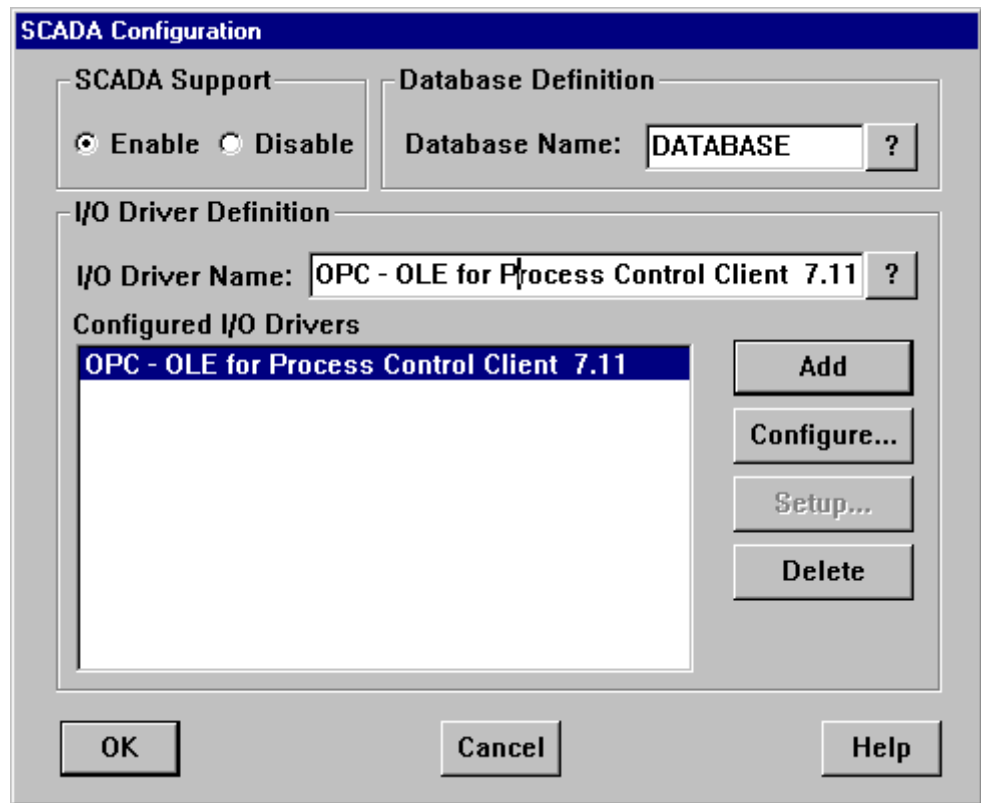 SCADA Configuration
SCADA Support
Enable Disable
Database Definition
Database Name: DATABASE ?
I/O Driver Definition
I/O Driver Name: OPC - OLE for Process Control Client 7.11 ?
Configured I/O Drivers
OPC - OLE for Process Control Client 7.11
Add
Configure...
Setup...
Delete
OK Cancel Help